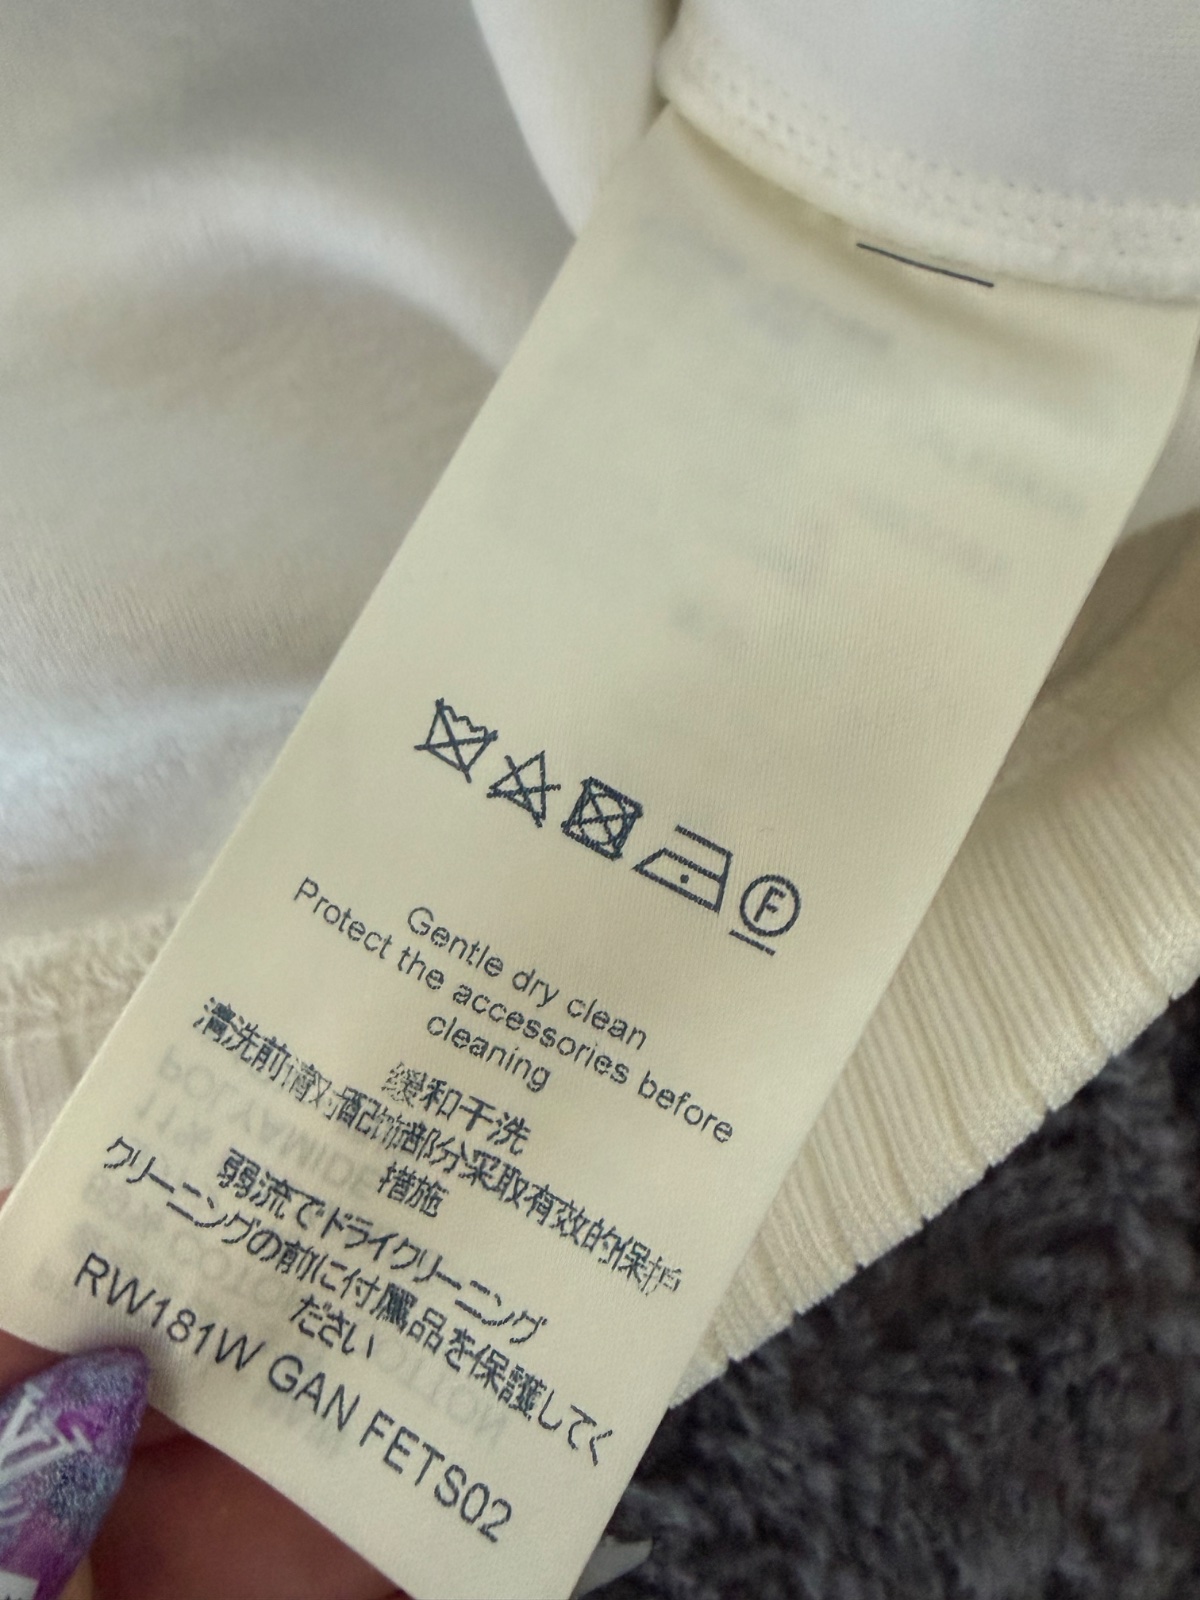 F
Gentle dry clean
Protect the accessories before
cleaning
缓和干洗
清洗前请对配饰部分采取有效的保护
措施
弱流でドライクリーニング
クリーニングの前に付属品を保護してく
ださい
RW181W GAN FETS02